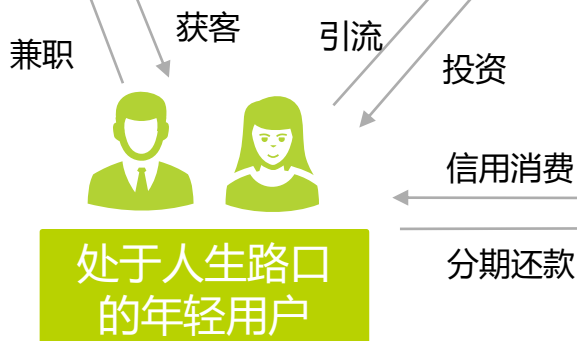 兼职
获客
引流
投资
信用消费
分期还款
处于人生路口
的年轻用户